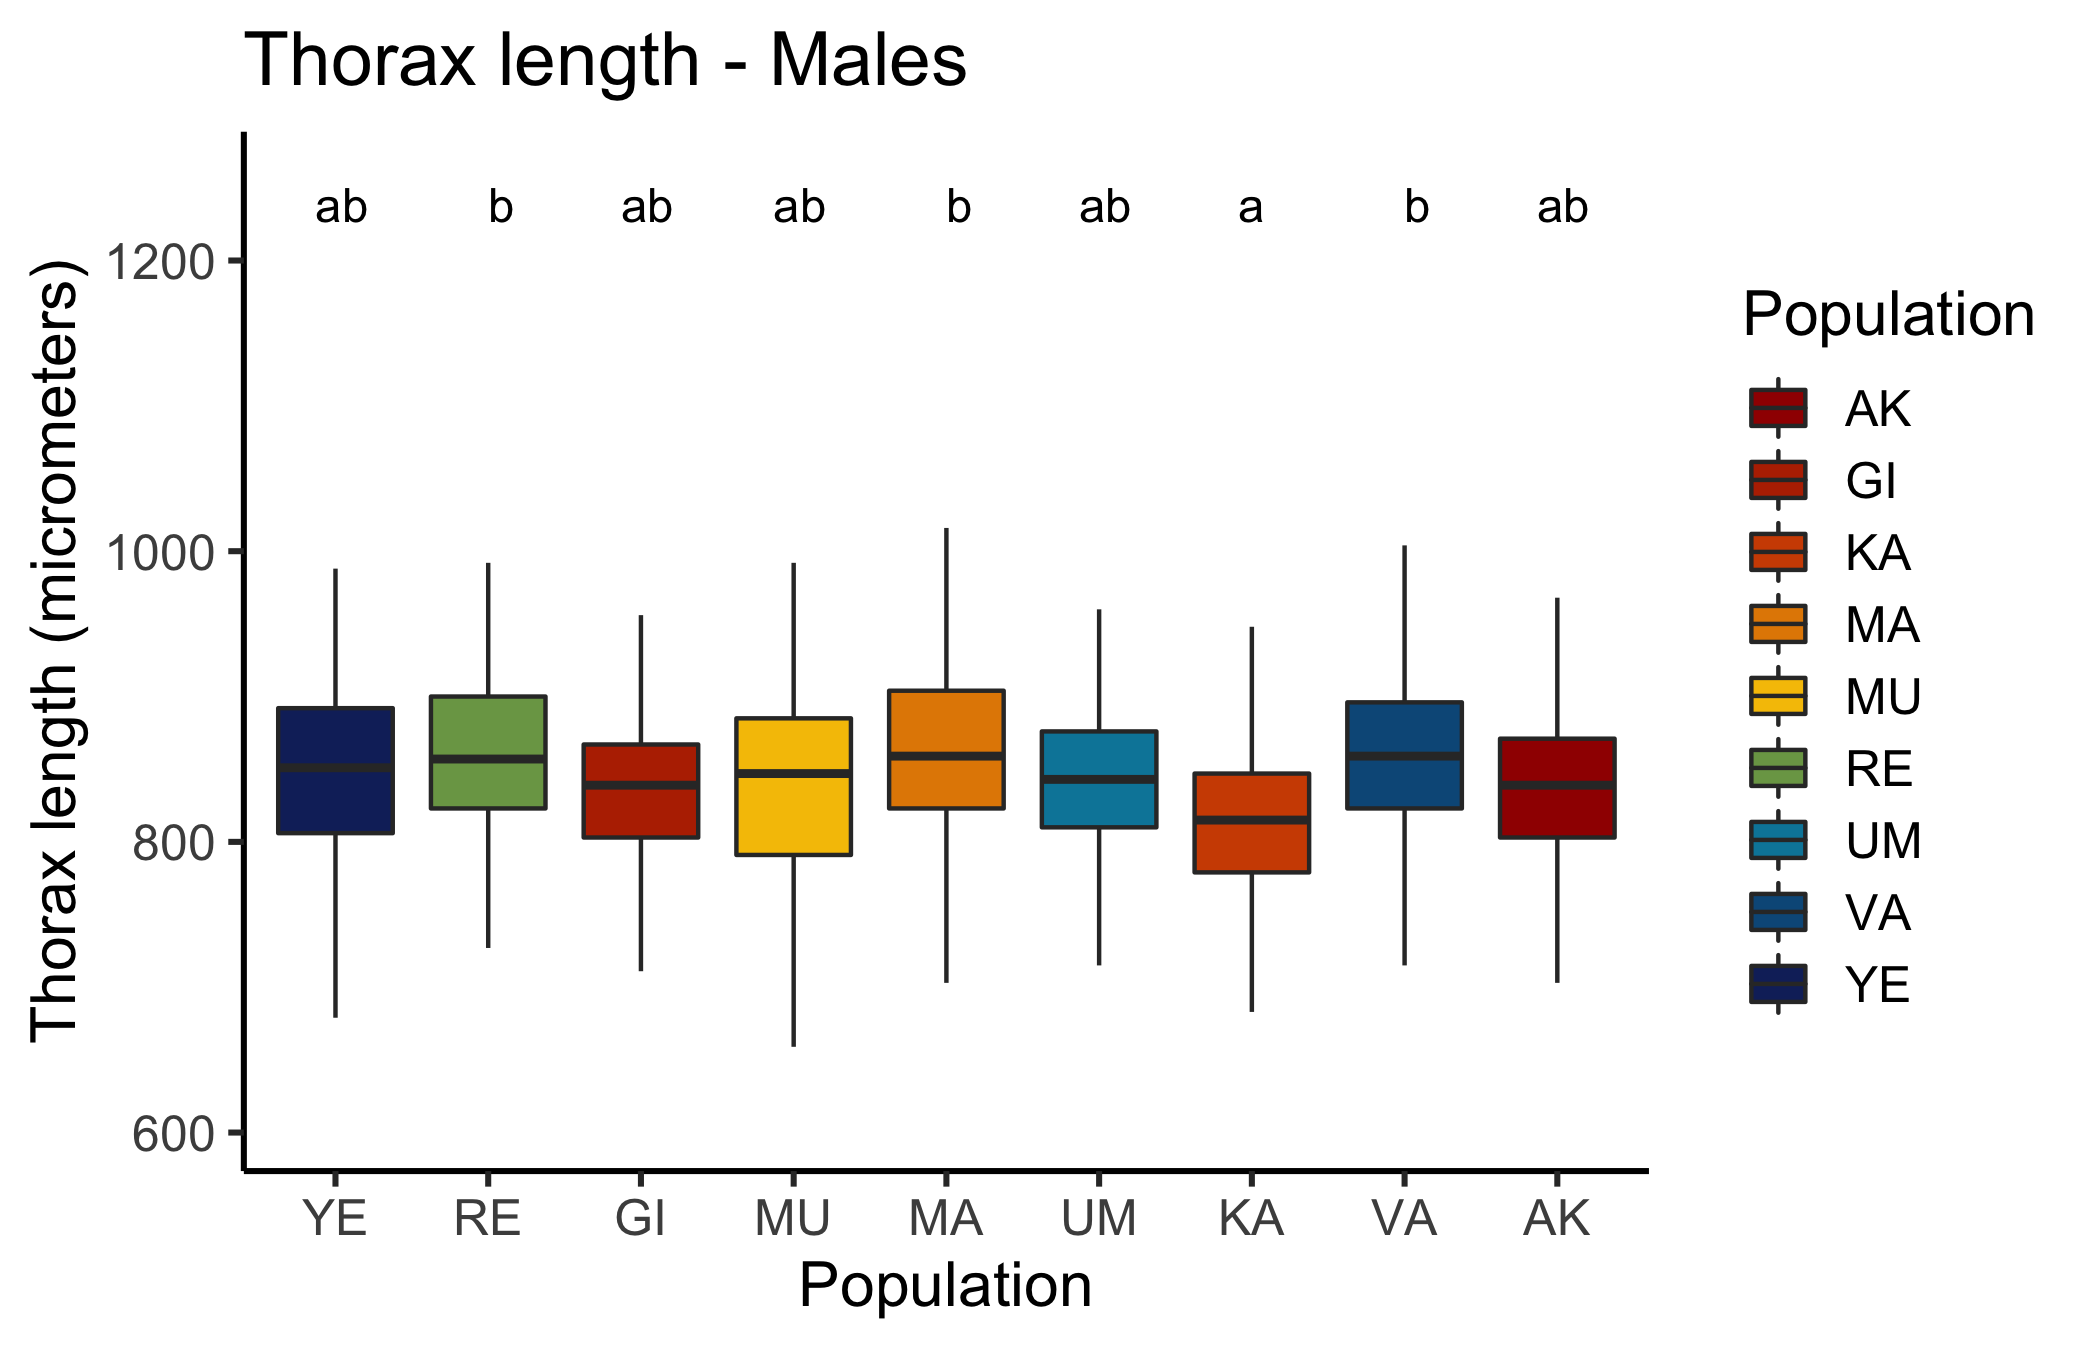 Thorax length - Males
ab b ab ab b ab a b ab
1200
1000
800
600
Thorax length (micrometers)
YE RE GI MU MA UM KA VA AK
Population
Population
AK
GI
KA
MA
MU
RE
UM
VA
YE